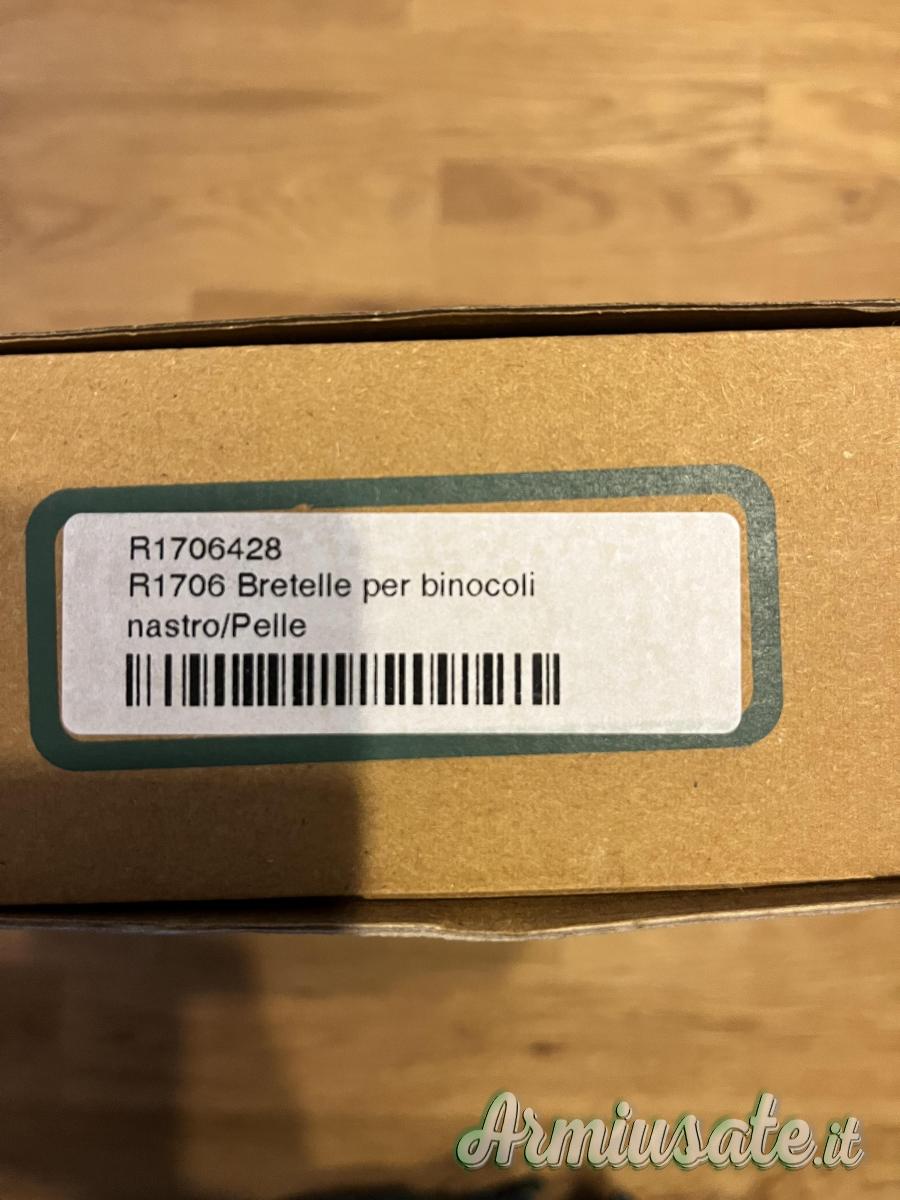 R1706428
R1706 Bretelle per binocoli
nastro/Pelle
Armiusate.it